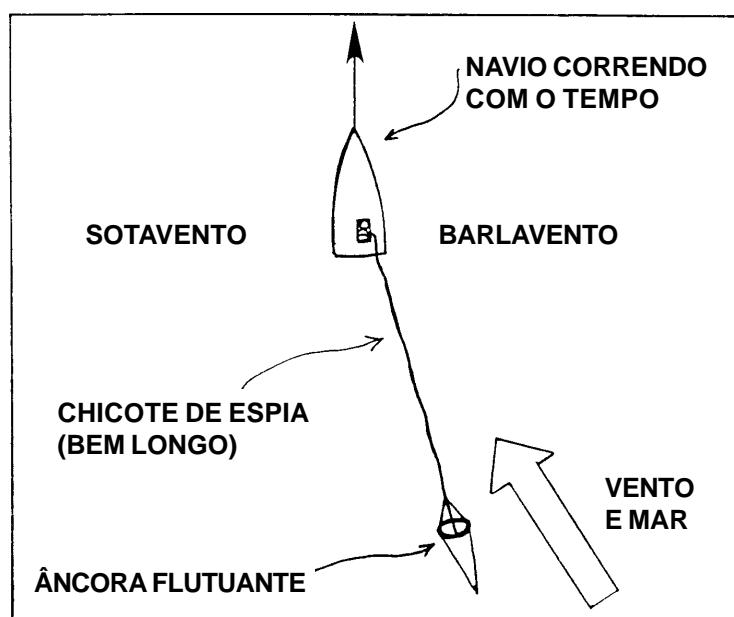 NAVIO CORRENDO
COM O TEMPO
SOTAVENTO
BARLAVENTO
CHICOTE DE ESPIA
(BEM LONGO)
VENTO
E MAR
ÂNCORA FLUTUANTE